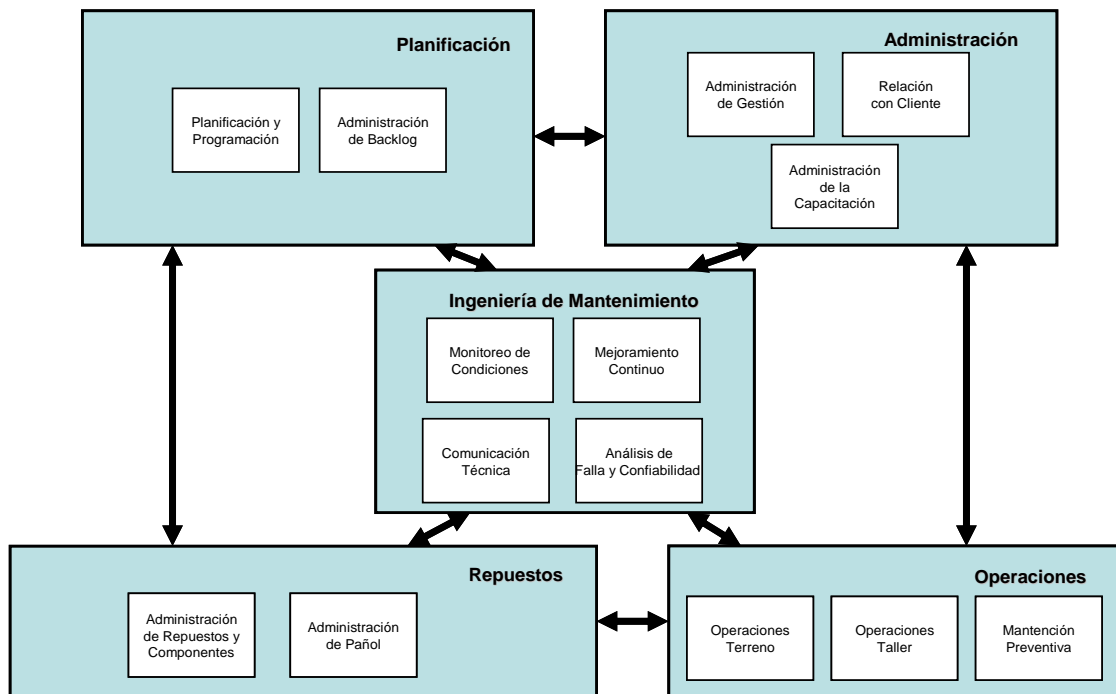 Planificación
Planificación y
Programación
Administración
de Backlog
Administración
Administración
de Gestión
Relación
con Cliente
Administración
de la
Capacitación
Ingeniería de Mantenimiento
Monitoreo de
Condiciones
Mejoramiento
Continuo
Comunicación
Técnica
Análisis de
Falla y Confiabilidad
Repuestos
Administración
de Repuestos y
Componentes
Administración
de Pañol
Operaciones
Operaciones
Terreno
Operaciones
Taller
Mantención
Preventiva